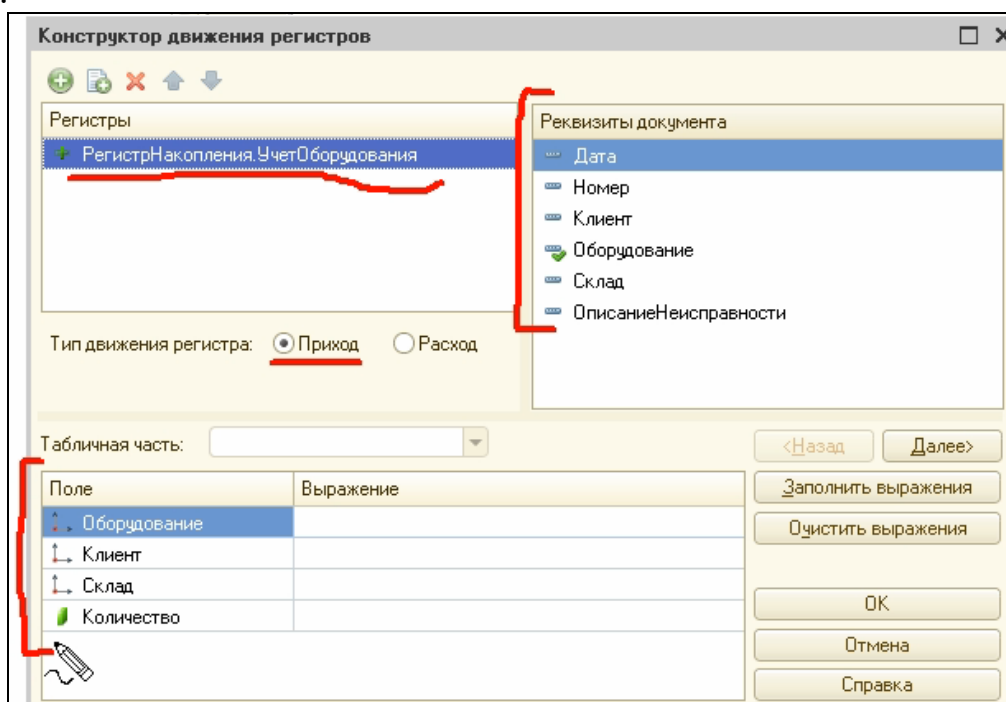 Конструктор движения регистров
Регистры
РегистрНакопления.УчетОборудования
Тип движения регистра: Приход Расход
Реквизиты документа
Дата
Номер
Клиент
Оборудование
Склад
ОписаниеНеисправности
Табличная часть:
<Назад Далее>
Поле Выражение
Оборудование
Клиент
Склад
Количество
Заполнить выражения
Очистить выражения
ОК
Отмена
Справка